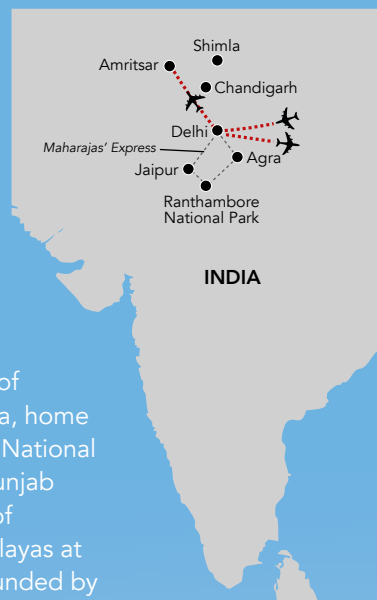 Shimla
Amritsar
Chandigarh
Delhi
Maharajas’ Express
Agra
Jaipur
Ranthambore
National Park
INDIA
of
a, home
National
unjab
of
layas at
unded by